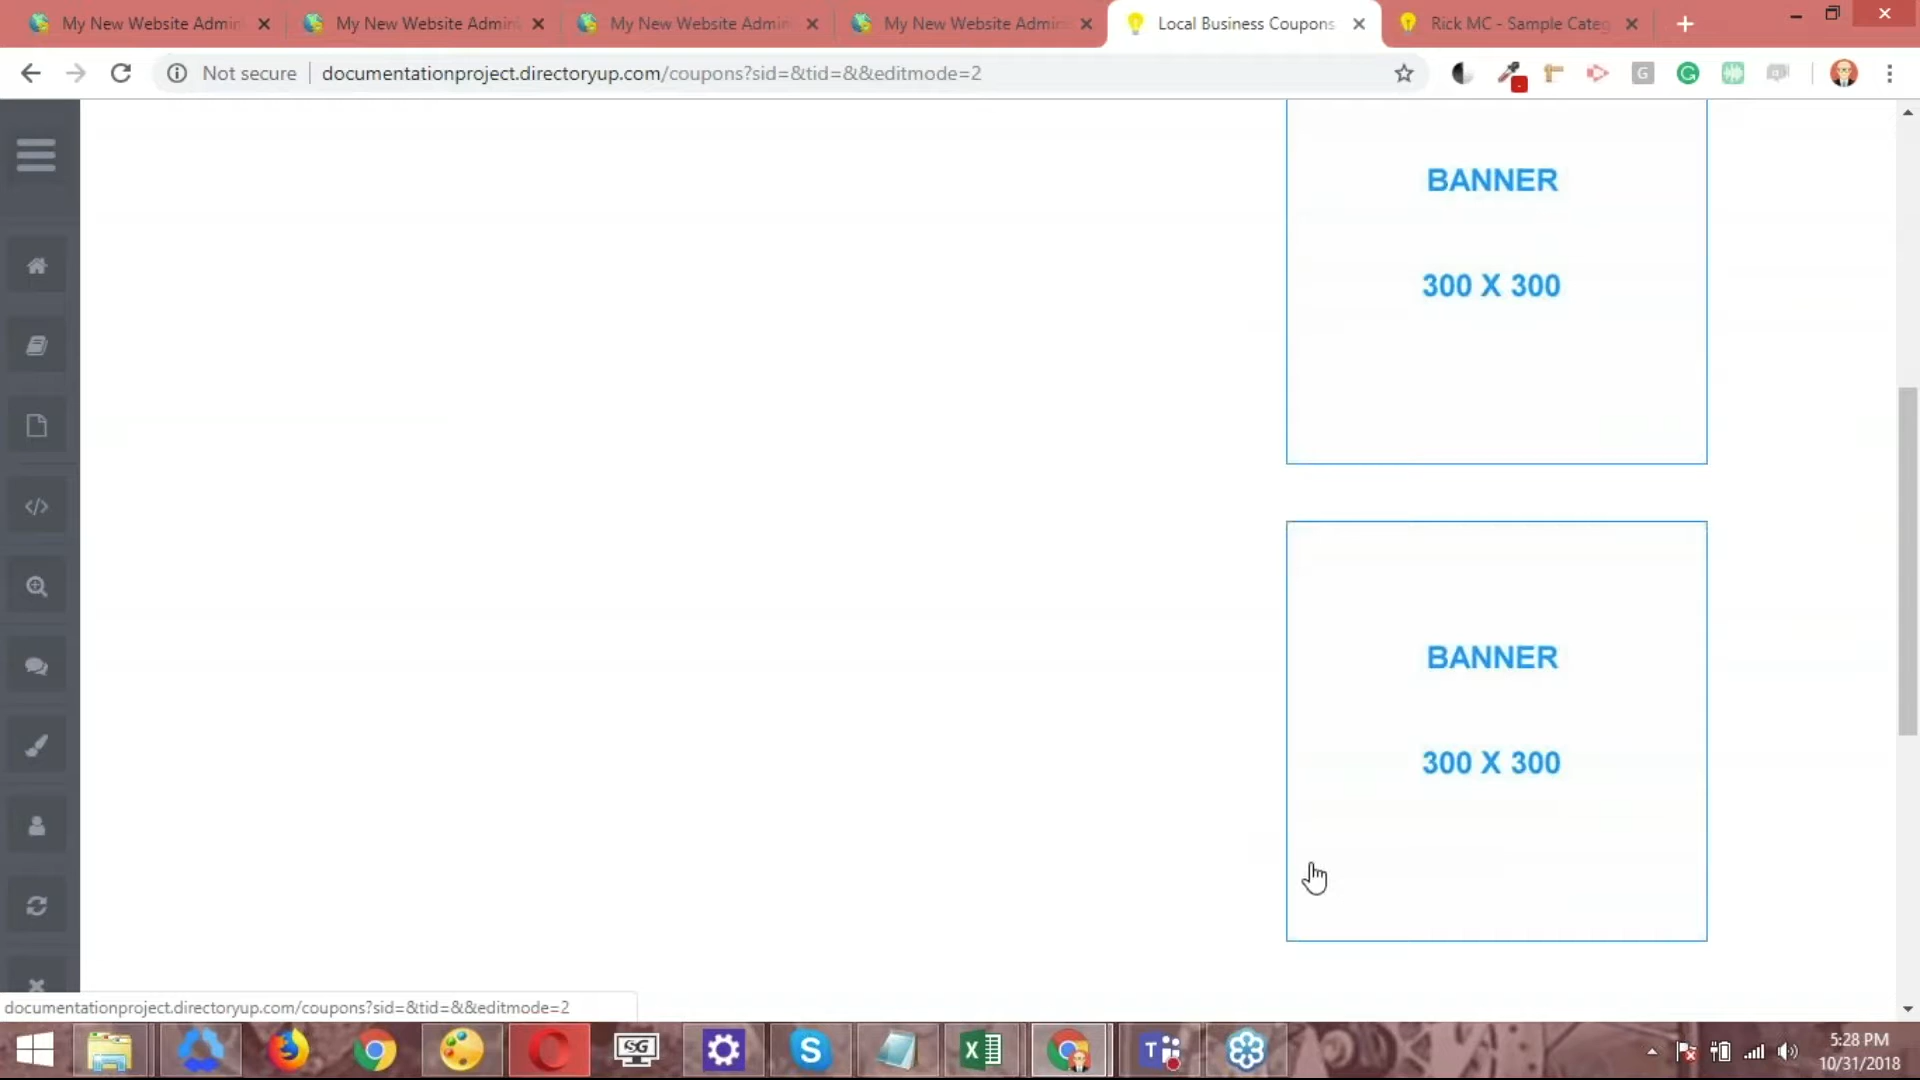 My New Website Admin
My New Website Admin
My New Website Admin
My New Website Admin
Local Business Coupons
Rick MC - Sample Categ
Not secure
documentationproject.directoryup.com/coupons?sid=&tid=&&editmode=2
G
BANNER
300 X 300
BANNER
300 X 300
documentationproject.directoryup.com/coupons?sid=&tid=&&editmode=2
SG
S
X
T
5:28 PM
10/31/2018